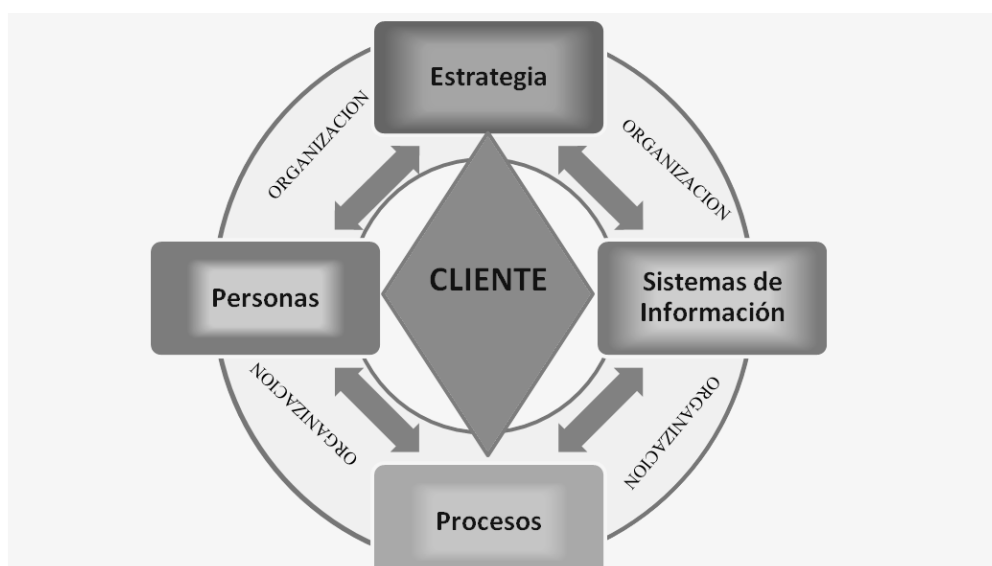 Estrategia
ORGANIZACION
ORGANIZACION
Personas
CLIENTE
Sistemas de
Información
ORGANIZACION
ORGANIZACION
Procesos